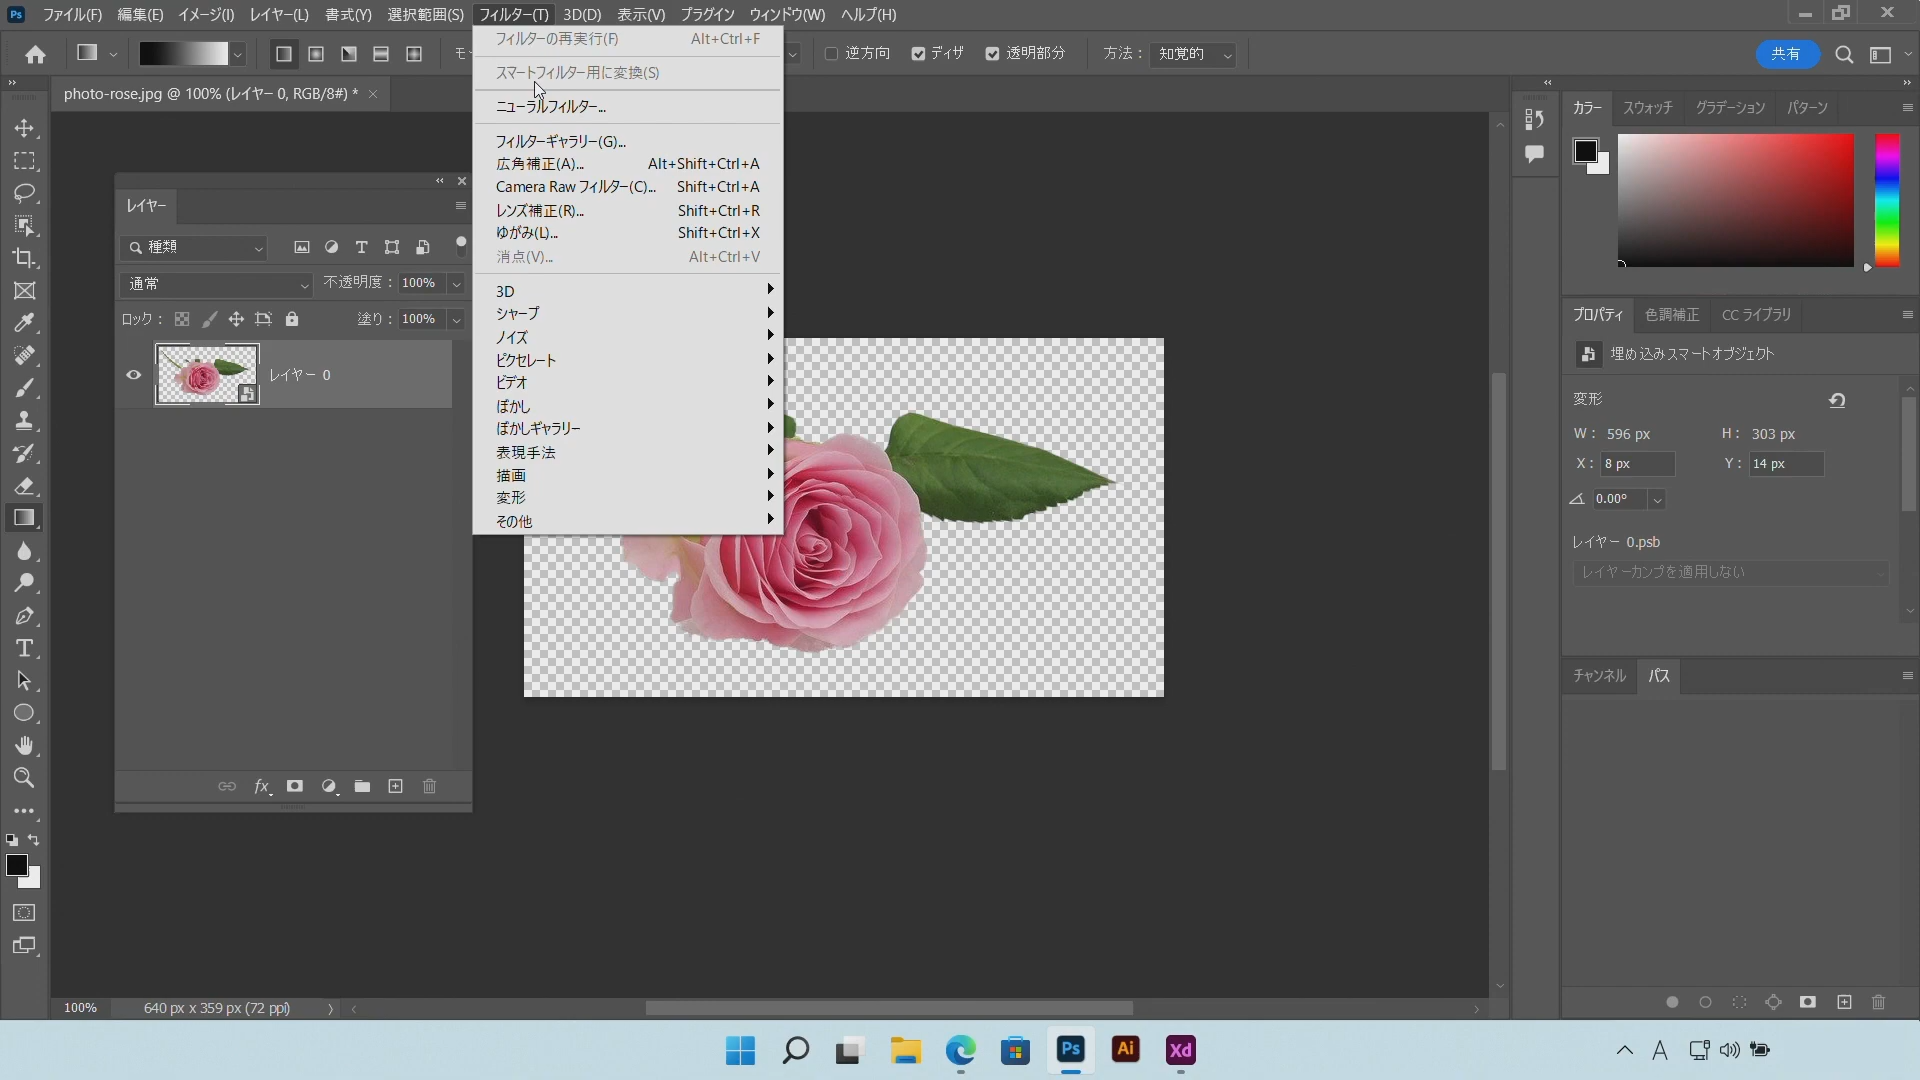 Ps ファイル(F) 編集(E) イメージ(I) レイヤー(L) 書式(Y) 選択範囲(S) フィルター(T) 3D(D) 表示(V) プラグイン ウィンドウ(W) ヘルプ(H)
モ 逆方向 ディザ 透明部分 方法： 知覚的 共有
photo-rose.jpg @ 100% (レイヤー 0, RGB/8#) *
フィルターの再実行(F) Alt+Ctrl+F
スマートフィルター用に変換(S)
ニューラルフィルター...
フィルターギャラリー(G)...
広角補正(A)... Alt+Shift+Ctrl+A
Camera Raw フィルター(C)... Shift+Ctrl+A
レンズ補正(R)... Shift+Ctrl+R
ゆがみ(L)... Shift+Ctrl+X
消点(V)... Alt+Ctrl+V
3D
シャープ
ノイズ
ピクセレート
ビデオ
ぼかし
ぼかしギャラリー
表現手法
描画
変形
その他
レイヤー
種類
通常 不透明度： 100%
ロック： 塗り： 100%
レイヤー 0
fx
カラー スウォッチ グラデーション パターン
プロパティ 色調補正 CC ライブラリ
埋め込みスマートオブジェクト
変形
W： 596 px H： 303 px
X： 8 px Y： 14 px
0.00°
レイヤー 0.psb
レイヤーカンプを適用しない
チャンネル パス
100% 640 px x 359 px (72 ppi)
Ps Ai Xd A